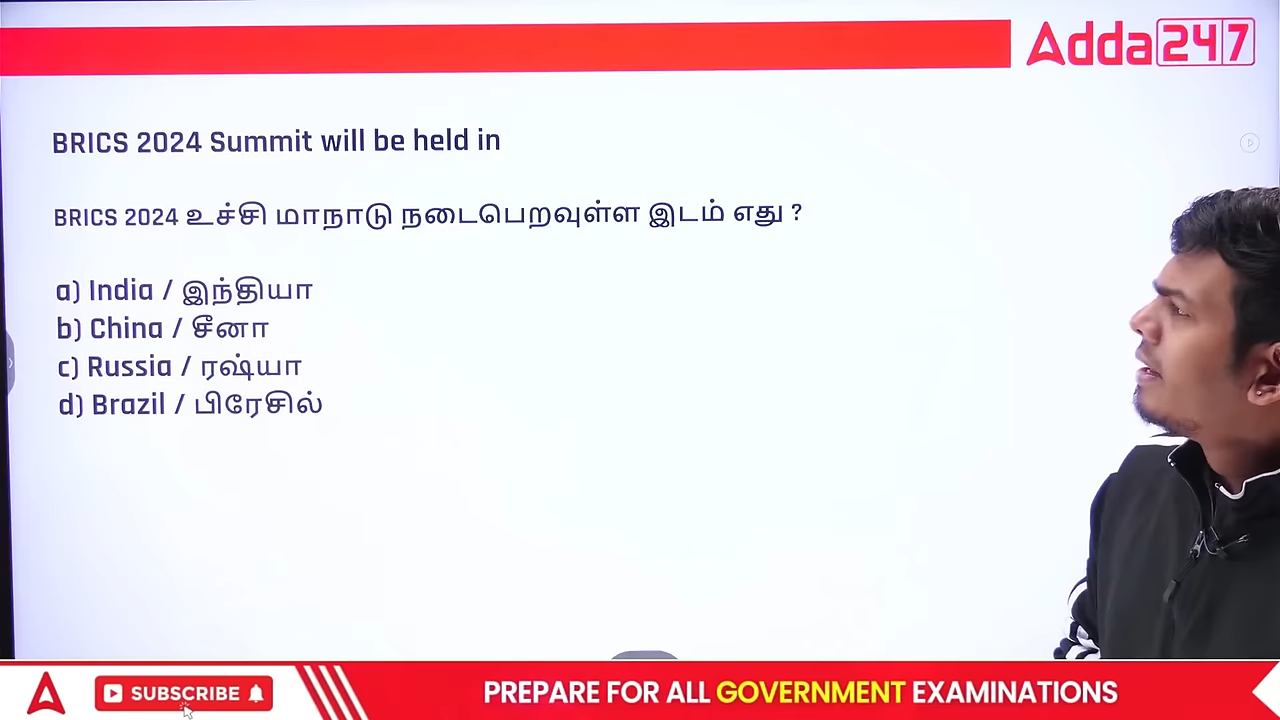 Adda247
BRICS 2024 Summit will be held in
BRICS 2024 உச்சி மாநாடு நடைபெறவுள்ள இடம் எது ?
a) India / இந்தியா
b) China / சீனா
c) Russia / ரஷ்யா
d) Brazil / பிரேசில்
SUBSCRIBE
PREPARE FOR ALL GOVERNMENT EXAMINATIONS